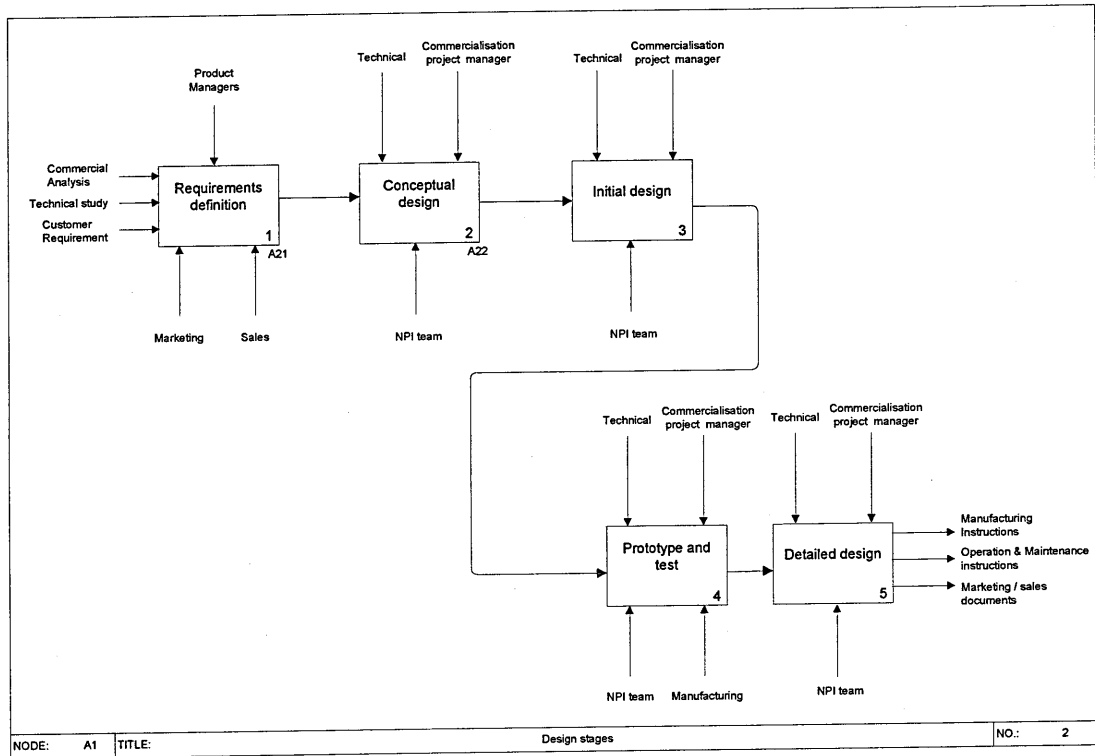 Product
Managers
Technical
Commercialisation
project manager
Technical
Commercialisation
project manager
Commercial
Analysis
Technical study
Customer
Requirement
Requirements
definition
1
A21
Conceptual
design
2
A22
Initial design
3
Marketing
Sales
NPI team
NPI team
Technical
Commercialisation
project manager
Technical
Commercialisation
project manager
Prototype and
test
4
Detailed design
5
Manufacturing
Instructions
Operation & Maintenance
instructions
Marketing / sales
documents
NPI team
Manufacturing
NPI team
NODE: A1 TITLE: Design stages NO.: 2